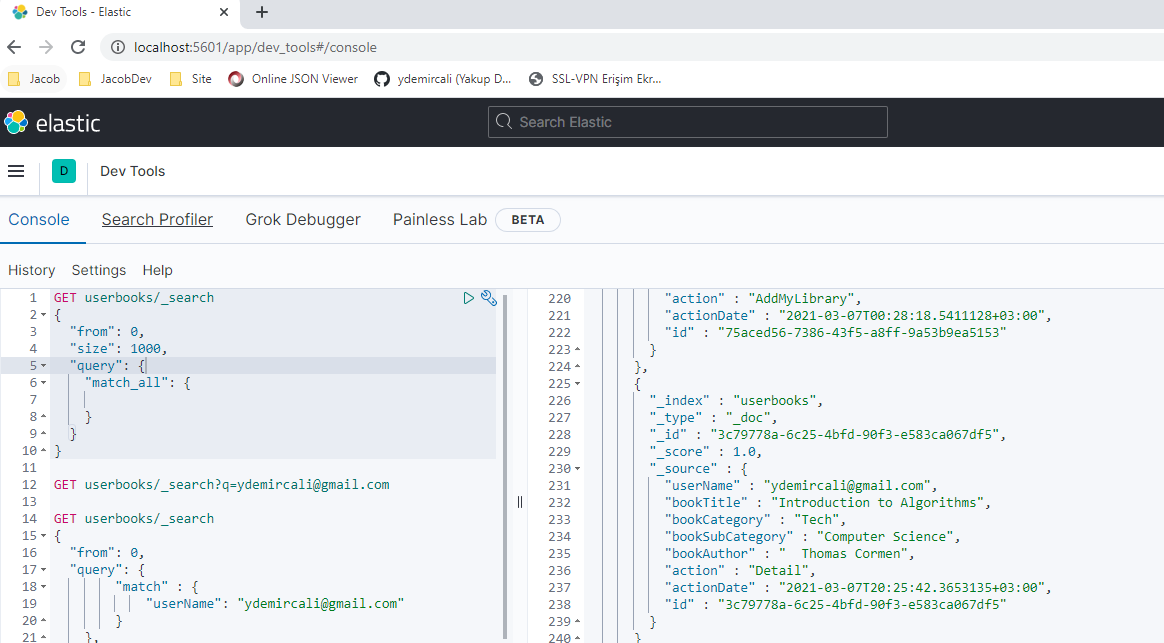 Dev Tools - Elastic
localhost:5601/app/dev_tools#/console
Jacob JacobDev Site Online JSON Viewer ydemircali (Yakup D... SSL-VPN Erişim Ekr...
elastic
Search Elastic
D Dev Tools
Console Search Profiler Grok Debugger Painless Lab BETA
History Settings Help
1 GET userbooks/_search
2 {
3 "from": 0,
4 "size": 1000,
5 "query": {
6 "match_all": {
7
8 }
9 }
10 }
11
12 GET userbooks/_search?q=ydemircali@gmail.com
13
14 GET userbooks/_search
15 {
16 "from": 0,
17 "query": {
18 "match" : {
19 "userName": "ydemircali@gmail.com"
20 }
21 },
220 "action" : "AddMyLibrary",
221 "actionDate" : "2021-03-07T00:28:18.5411128+03:00",
222 "id" : "75aced56-7386-43f5-a8ff-9a53b9ea5153"
223 }
224 },
225 {
226 "_index" : "userbooks",
227 "_type" : "_doc",
228 "_id" : "3c79778a-6c25-4bfd-90f3-e583ca067df5",
229 "_score" : 1.0,
230 "_source" : {
231 "userName" : "ydemircali@gmail.com",
232 "bookTitle" : "Introduction to Algorithms",
233 "bookCategory" : "Tech",
234 "bookSubCategory" : "Computer Science",
235 "bookAuthor" : "  Thomas Cormen",
236 "action" : "Detail",
237 "actionDate" : "2021-03-07T20:25:42.3653135+03:00",
238 "id" : "3c79778a-6c25-4bfd-90f3-e583ca067df5"
239 }
240 }